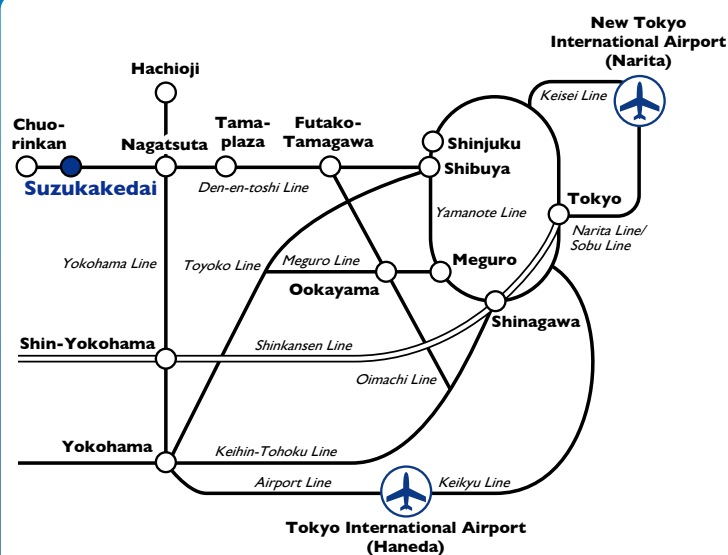 New Tokyo
International Airport
(Narita)
Hachioji
Keisei Line
Chuo-
rinkan
Nagatsuta
Tama-
plaza
Futako-
Tamagawa
Shinjuku
Shibuya
Suzukakedai
Den-en-toshi Line
Yamanote Line
Tokyo
Narita Line/
Sobu Line
Yokohama Line
Toyoko Line
Meguro Line
Meguro
Ookayama
Shinagawa
Shin-Yokohama
Shinkansen Line
Oimachi Line
Yokohama
Keihin-Tohoku Line
Airport Line
Keikyu Line
Tokyo International Airport
(Haneda)